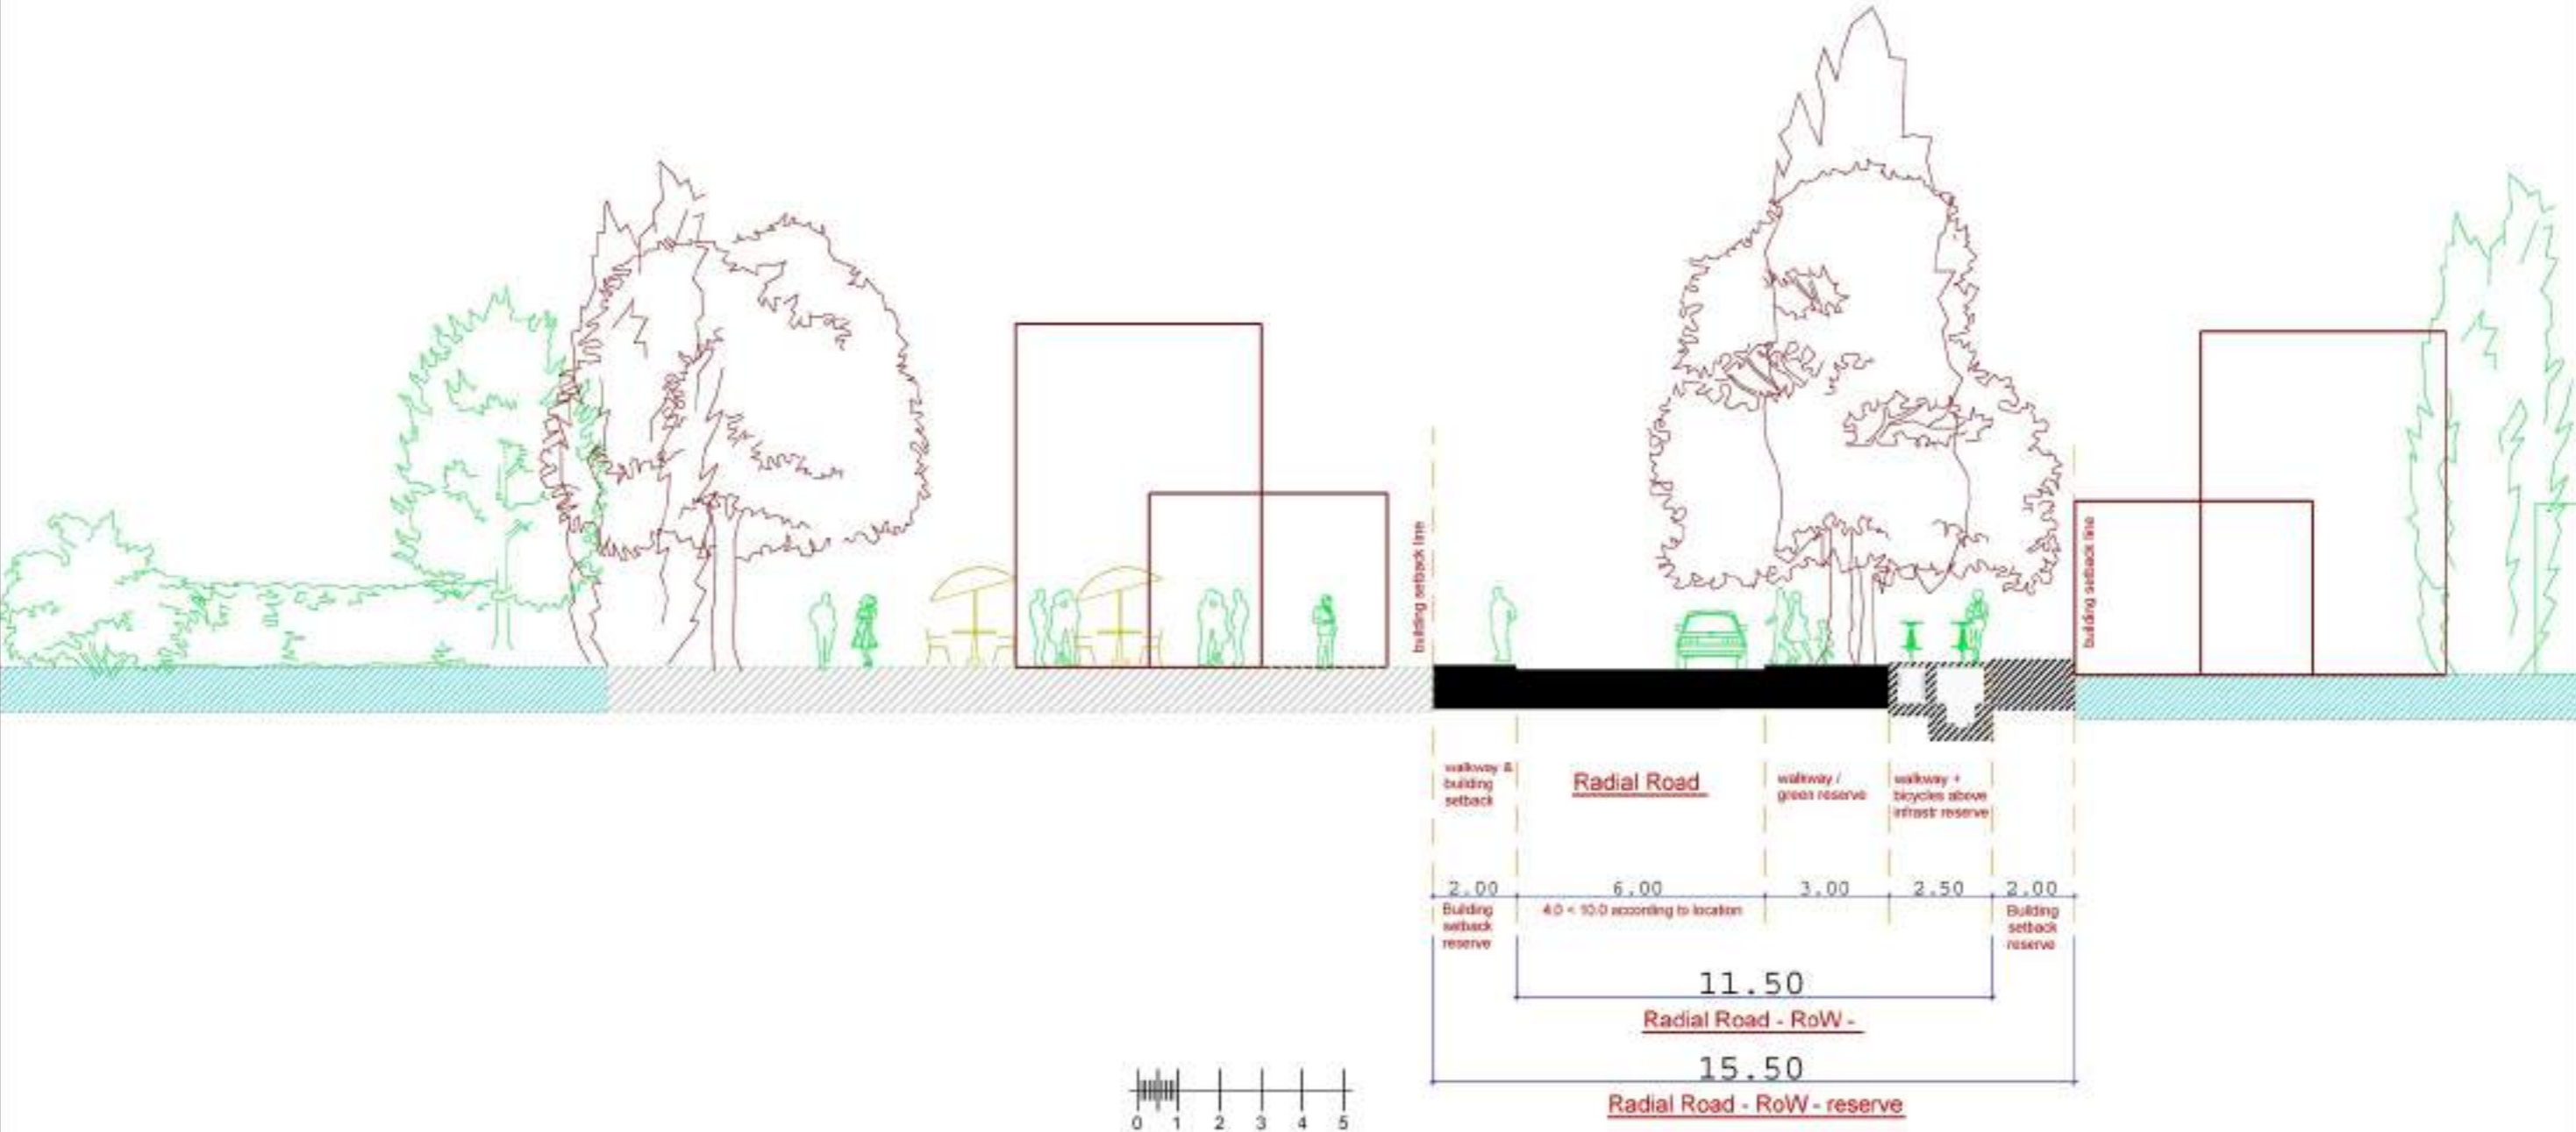 building setback line
building setback line
walkway &
building
setback
Radial Road
walkway /
green reserve
walkway +
bicycles above
infrastr reserve
2.00
6.00
3.00
2.50
2.00
Building
setback
reserve
4.0 < 10.0 according to location
Building
setback
reserve
11.50
Radial Road - RoW -
15.50
Radial Road - RoW - reserve
0 1 2 3 4 5